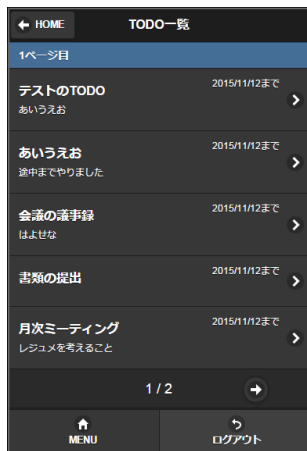 HOME
TODO一覧
1ページ目
テストのTODO
2015/11/12まで
あいうえお
あいうえお
2015/11/12まで
途中までやりました
会議の議事録
2015/11/12まで
はよせな
書類の提出
2015/11/12まで
月次ミーティング
2015/11/12まで
レジュメを考えること
1 / 2
MENU
ログアウト